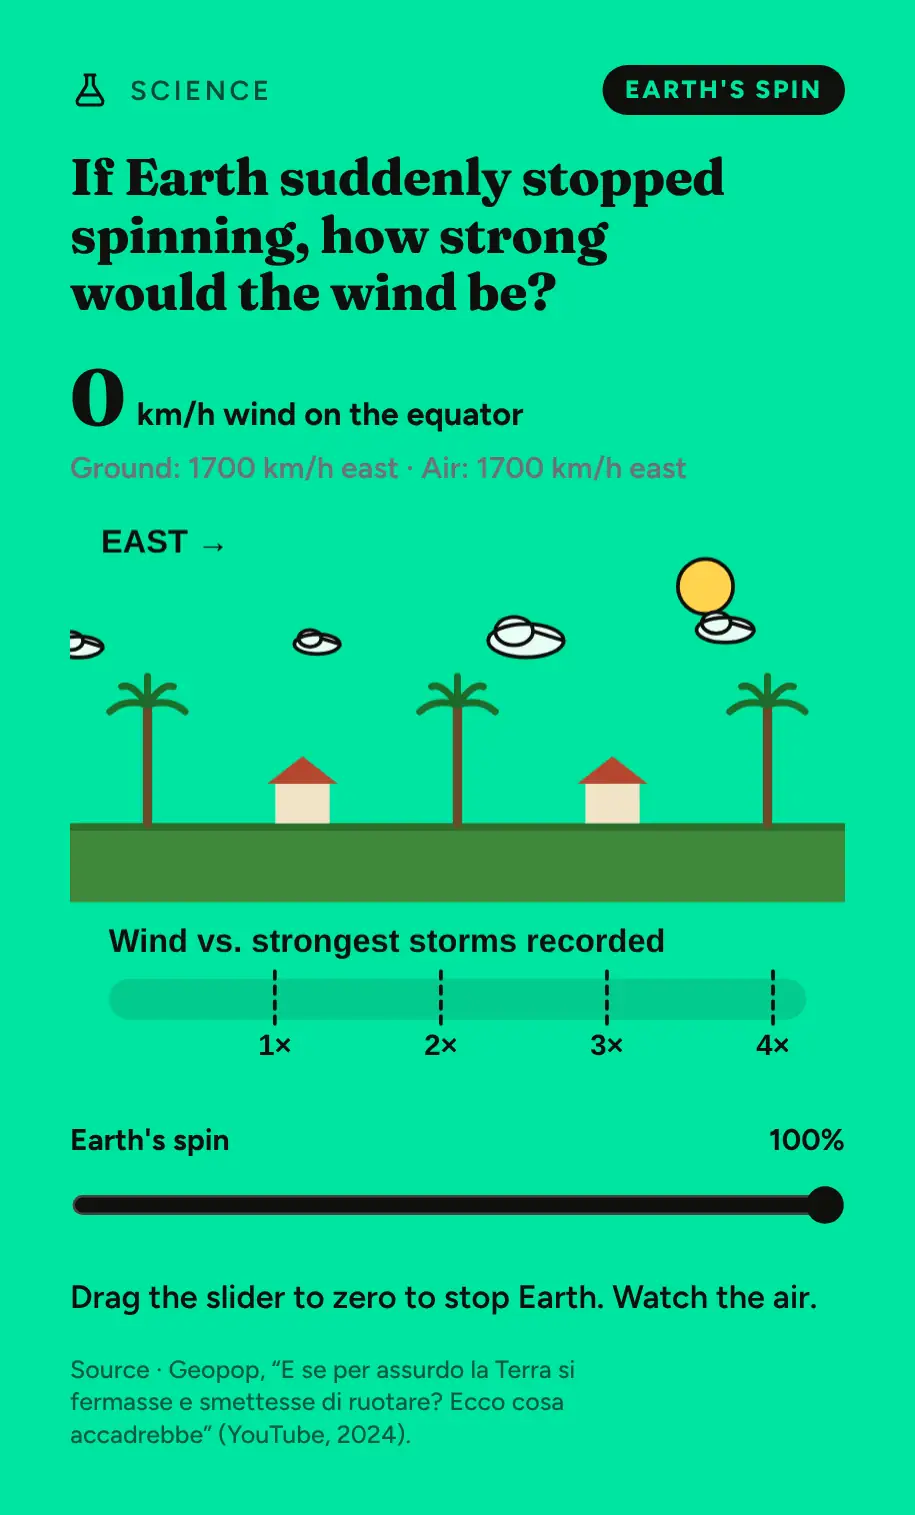 SCIENCE
EARTH'S SPIN
If Earth suddenly stopped
spinning, how strong
would the wind be?
0 km/h wind on the equator
Ground: 1700 km/h east · Air: 1700 km/h east
EAST →
Wind vs. strongest storms recorded
1× 2× 3× 4×
Earth's spin 100%
Drag the slider to zero to stop Earth. Watch the air.
Source · Geopop, “E se per assurdo la Terra si
fermasse e smettesse di ruotare? Ecco cosa
accadrebbe” (YouTube, 2024).